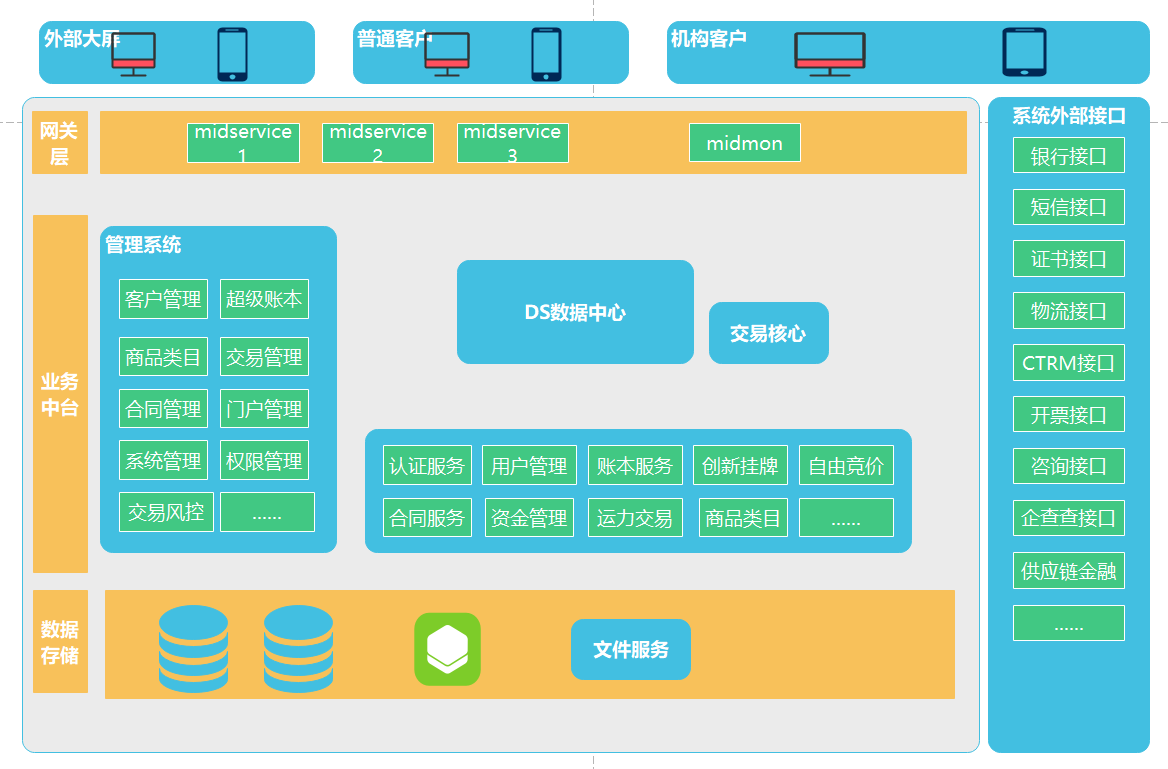 外部大屏
普通客户
机构客户
网关
层
midservice
1
midservice
2
midservice
3
midmon
系统外部接口
银行接口
短信接口
证书接口
物流接口
CTRM接口
开票接口
咨询接口
企查查接口
供应链金融
......
业务
中台
管理系统
客户管理
超级账本
商品类目
交易管理
合同管理
门户管理
系统管理
权限管理
交易风控
......
DS数据中心
交易核心
认证服务
用户管理
账本服务
创新挂牌
自由竞价
合同服务
资金管理
运力交易
商品类目
......
数据
存储
文件服务